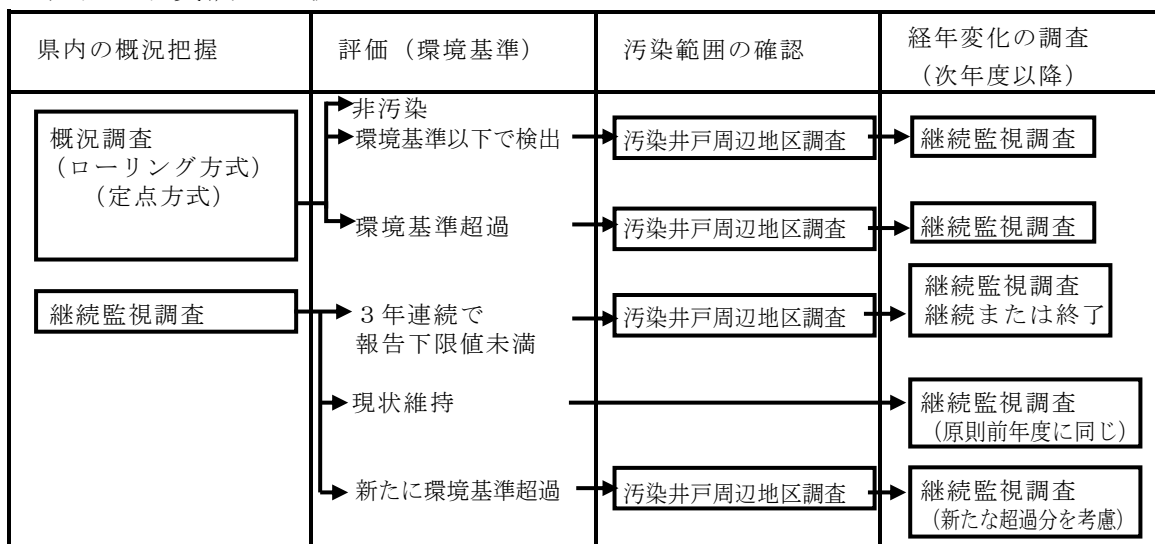 県内の概況把握
評価（環境基準）
汚染範囲の確認
経年変化の調査
（次年度以降）
概況調査
（ローリング方式）
（定点方式）
非汚染
環境基準以下で検出
汚染井戸周辺地区調査
継続監視調査
環境基準超過
汚染井戸周辺地区調査
継続監視調査
継続監視調査
３年連続で
報告下限値未満
汚染井戸周辺地区調査
継続監視調査
継続または終了
現状維持
継続監視調査
（原則前年度に同じ）
新たに環境基準超過
汚染井戸周辺地区調査
継続監視調査
（新たな超過分を考慮）